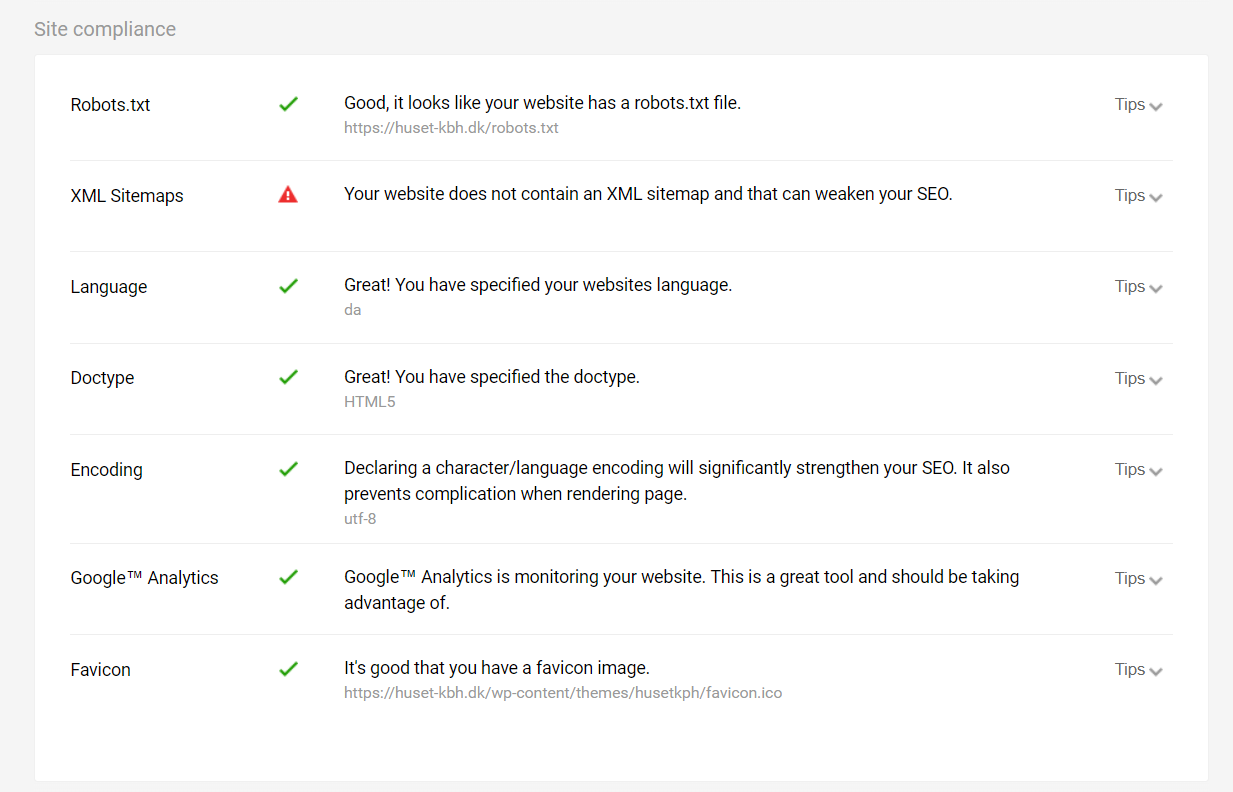 Site compliance
Robots.txt
Good, it looks like your website has a robots.txt file.
Tips
https://huset-kbh.dk/robots.txt
XML Sitemaps
Your website does not contain an XML sitemap and that can weaken your SEO.
Tips
Language
Great! You have specified your websites language.
Tips
da
Doctype
Great! You have specified the doctype.
Tips
HTML5
Encoding
Declaring a character/language encoding will significantly strengthen your SEO. It also
Tips
prevents complication when rendering page.
utf-8
Google™ Analytics
Google™ Analytics is monitoring your website. This is a great tool and should be taking
Tips
advantage of.
Favicon
It's good that you have a favicon image.
Tips
https://huset-kbh.dk/wp-content/themes/husetkph/favicon.ico